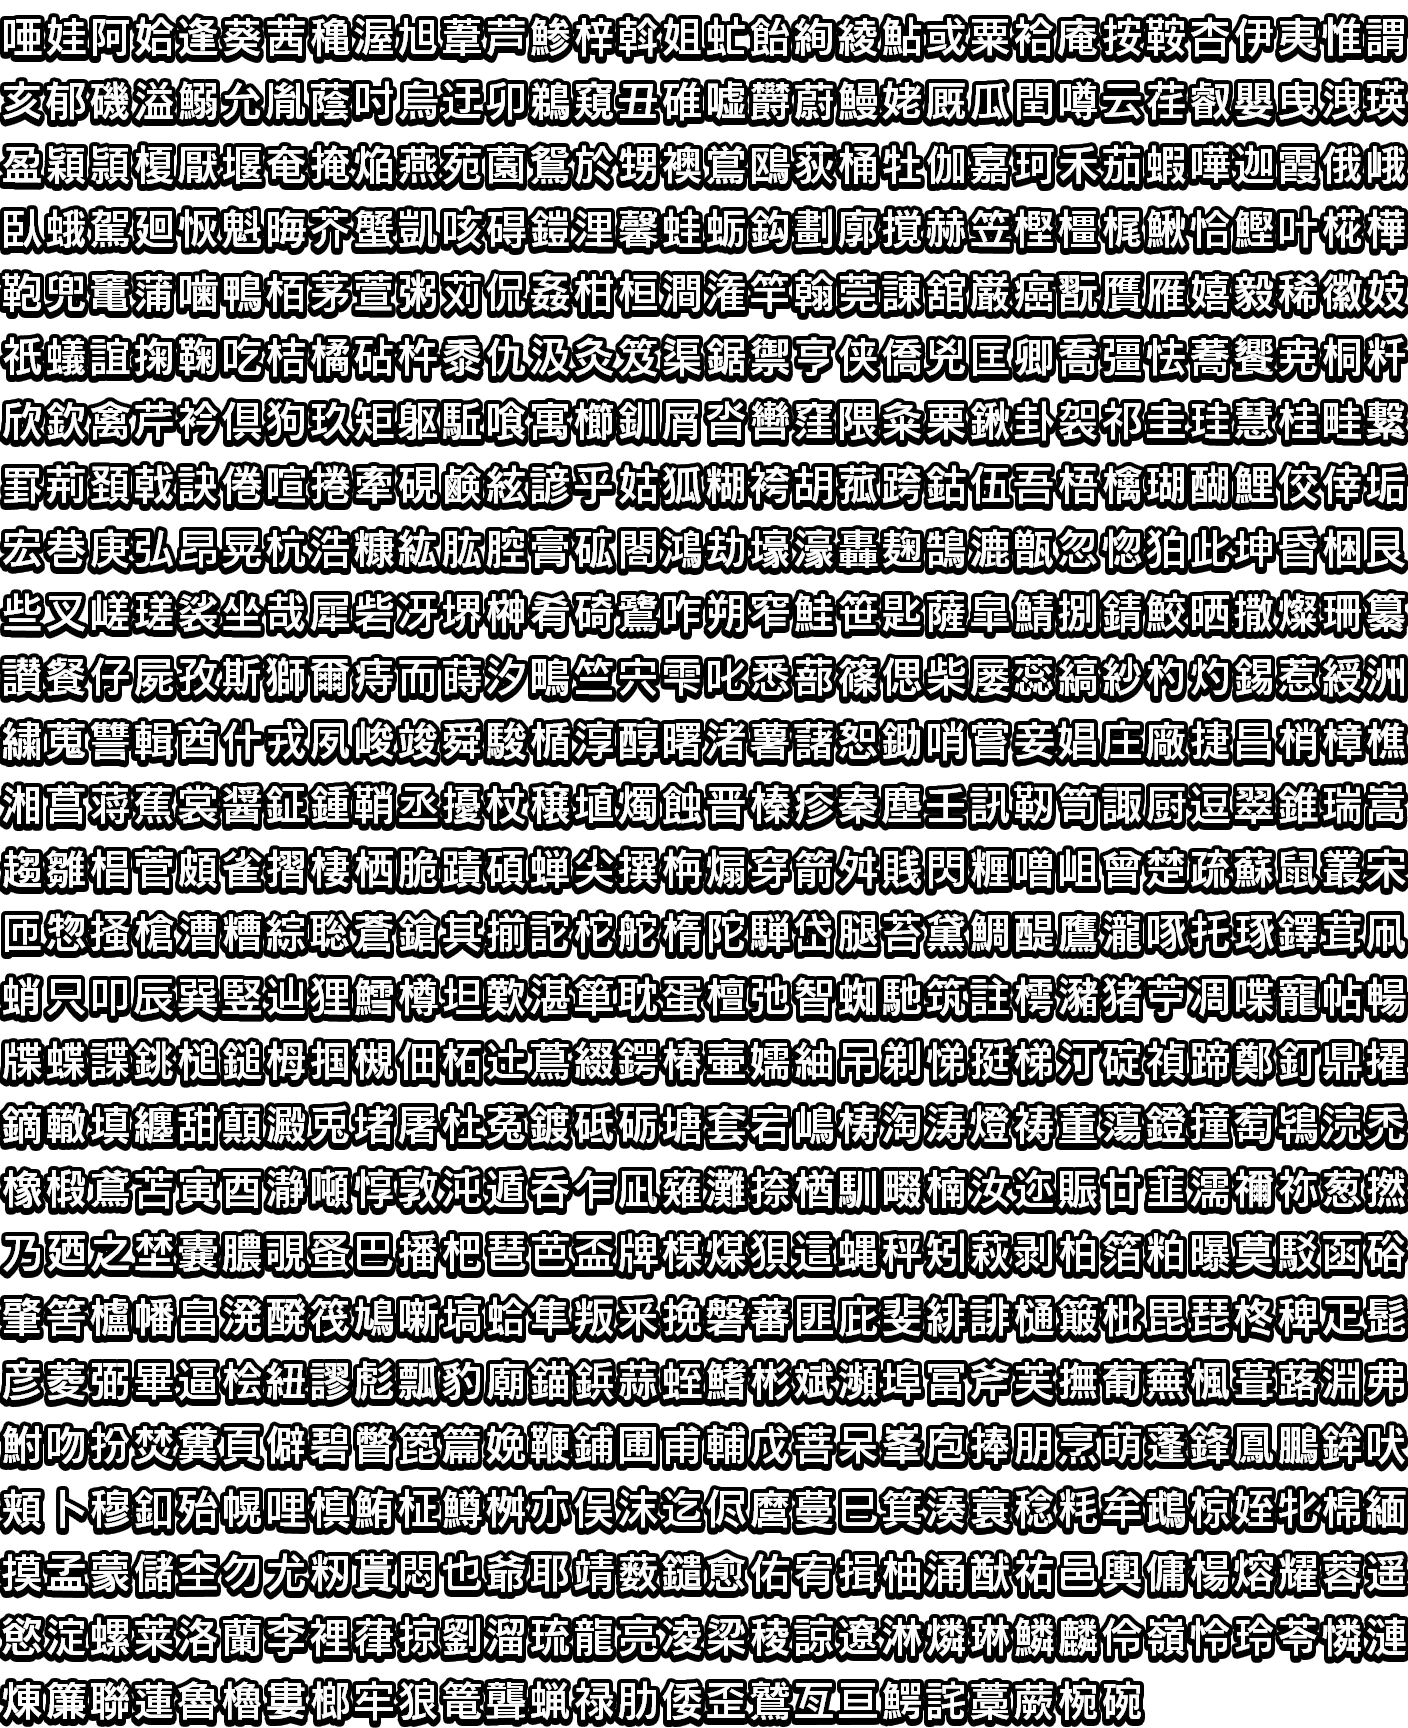 唖娃阿姶逢葵茜穐渥旭葦芦鯵梓斡姐虻飴絢綾鮎或粟袷庵按鞍杏伊夷惟謂
亥郁磯溢鰯允胤蔭吋烏迂卯鵜窺丑碓嘘欝蔚鰻姥厩瓜閏噂云荏叡嬰曳洩瑛
盈穎頴榎厭堰奄掩焔燕苑薗鴛於甥襖鴬鴎荻桶牡伽嘉珂禾茄蝦嘩迦霞俄峨
臥蛾駕廻恢魁晦芥蟹凱咳碍鎧浬馨蛙蛎鈎劃廓撹赫笠樫橿梶鰍恰鰹叶椛樺
鞄兜竃蒲噛鴨栢茅萱粥苅侃姦柑桓澗潅竿翰莞諌舘巌癌翫贋雁嬉毅稀徽妓
祇蟻誼掬鞠吃桔橘砧杵黍仇汲灸笈渠鋸禦亨侠僑兇匡卿喬彊怯蕎饗尭桐粁
欣欽禽芹衿倶狗玖矩躯駈喰寓櫛釧屑沓轡窪隈粂栗鍬卦袈祁圭珪慧桂畦繋
罫荊頚戟訣倦喧捲牽硯鹸絃諺乎姑狐糊袴胡菰跨鈷伍吾梧檎瑚醐鯉佼倖垢
宏巷庚弘昂晃杭浩糠紘肱腔膏砿閤鴻劫壕濠轟麹鵠漉甑忽惚狛此坤昏梱艮
些叉嵯瑳裟坐哉犀砦冴堺榊肴碕鷺咋朔窄鮭笹匙薩皐鯖捌錆鮫晒撒燦珊纂
讃餐仔屍孜斯獅爾痔而蒔汐鴫竺宍雫叱悉蔀篠偲柴屡蕊縞紗杓灼錫惹綬洲
繍蒐讐輯酋什戎夙峻竣舜駿楯淳醇曙渚薯藷恕鋤哨嘗妾娼庄廠捷昌梢樟樵
湘菖蒋蕉裳醤鉦鍾鞘丞擾杖穣埴燭蝕晋榛疹秦塵壬訊靭笥諏厨逗翠錐瑞嵩
趨雛椙菅頗雀摺棲栖脆蹟碩蝉尖撰栴煽穿箭舛賎閃糎噌岨曾楚疏蘇鼠叢宋
匝惣掻槍漕糟綜聡蒼鎗其揃詑柁舵楕陀騨岱腿苔黛鯛醍鷹瀧啄托琢鐸茸凧
蛸只叩辰巽竪辿狸鱈樽坦歎湛箪耽蛋檀弛智蜘馳筑註樗瀦猪苧凋喋寵帖暢
牒蝶諜銚槌鎚栂掴槻佃柘辻蔦綴鍔椿壷嬬紬吊剃悌挺梯汀碇禎蹄鄭釘鼎擢
鏑轍填纏甜顛澱兎堵屠杜菟鍍砥砺塘套宕嶋梼淘涛燈祷董蕩鐙撞萄鴇涜禿
橡椴鳶苫寅酉瀞噸惇敦沌遁呑乍凪薙灘捺楢馴畷楠汝迩賑廿韮濡禰祢葱撚
乃廼之埜嚢膿覗蚤巴播杷琶芭盃牌楳煤狽這蝿秤矧萩剥柏箔粕曝莫駁函硲
肇筈櫨幡畠溌醗筏鳩噺塙蛤隼叛釆挽磐蕃匪庇斐緋誹樋簸枇毘琵柊稗疋髭
彦菱弼畢逼桧紐謬彪瓢豹廟錨鋲蒜蛭鰭彬斌瀕埠冨斧芙撫葡蕪楓葺蕗淵弗
鮒吻扮焚糞頁僻碧瞥箆篇娩鞭鋪圃甫輔戊菩呆峯庖捧朋烹萌蓬鋒鳳鵬鉾吠
頬卜穆釦殆幌哩槙鮪柾鱒桝亦俣沫迄侭麿蔓巳箕湊蓑稔粍牟鵡椋姪牝棉緬
摸孟蒙儲杢勿尤籾貰悶也爺耶靖薮鑓愈佑宥揖柚涌猷祐邑輿傭楊熔耀蓉遥
慾淀螺莱洛蘭李裡葎掠劉溜琉龍亮凌梁稜諒遼淋燐琳鱗麟伶嶺怜玲苓憐漣
煉簾聯蓮魯櫓婁榔牢狼篭聾蝋禄肋倭歪鷲亙亘鰐詫藁蕨椀碗